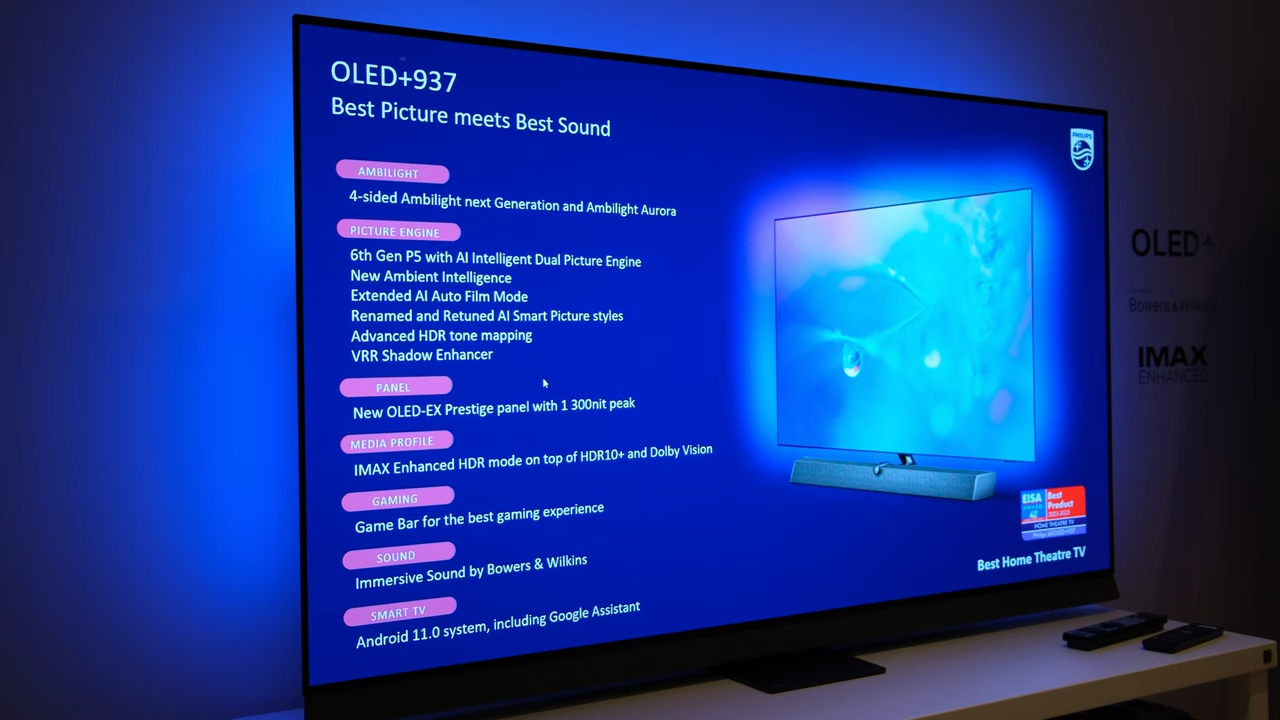 OLED+937
Best Picture meets Best Sound
PHILIPS
AMBILIGHT
4-sided Ambilight next Generation and Ambilight Aurora
PICTURE ENGINE
6th Gen P5 with AI Intelligent Dual Picture Engine
New Ambient Intelligence
Extended AI Auto Film Mode
Renamed and Retuned AI Smart Picture styles
Advanced HDR tone mapping
VRR Shadow Enhancer
PANEL
New OLED-EX Prestige panel with 1 300nit peak
MEDIA PROFILE
IMAX Enhanced HDR mode on top of HDR10+ and Dolby Vision
GAMING
Game Bar for the best gaming experience
SOUND
Immersive Sound by Bowers & Wilkins
SMART TV
Android 11.0 system, including Google Assistant
EISA
AWARD
40
Best
Product
2022-2023
HOME THEATRE TV
Best Home Theatre TV
OLED+
Bowers & Wilkins
IMAX
ENHANCED